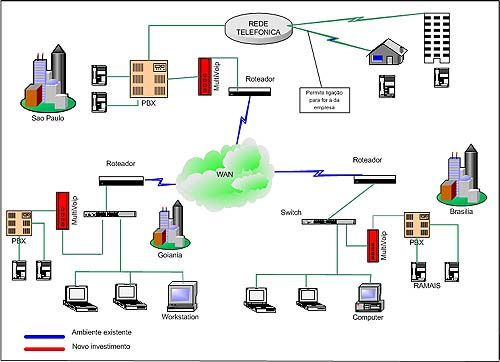 REDE
TELEFONICA
MultiVoip
Roteador
PBX
Sao Paulo
Permite ligação
para for a da
empresa
WAN
Roteador
Roteador
MultiVoip
PBX
Goiania
Switch
MultiVoip
PBX
Brasilia
RAMAIS
Workstation
Computer
Ambiente existente
Novo investimento